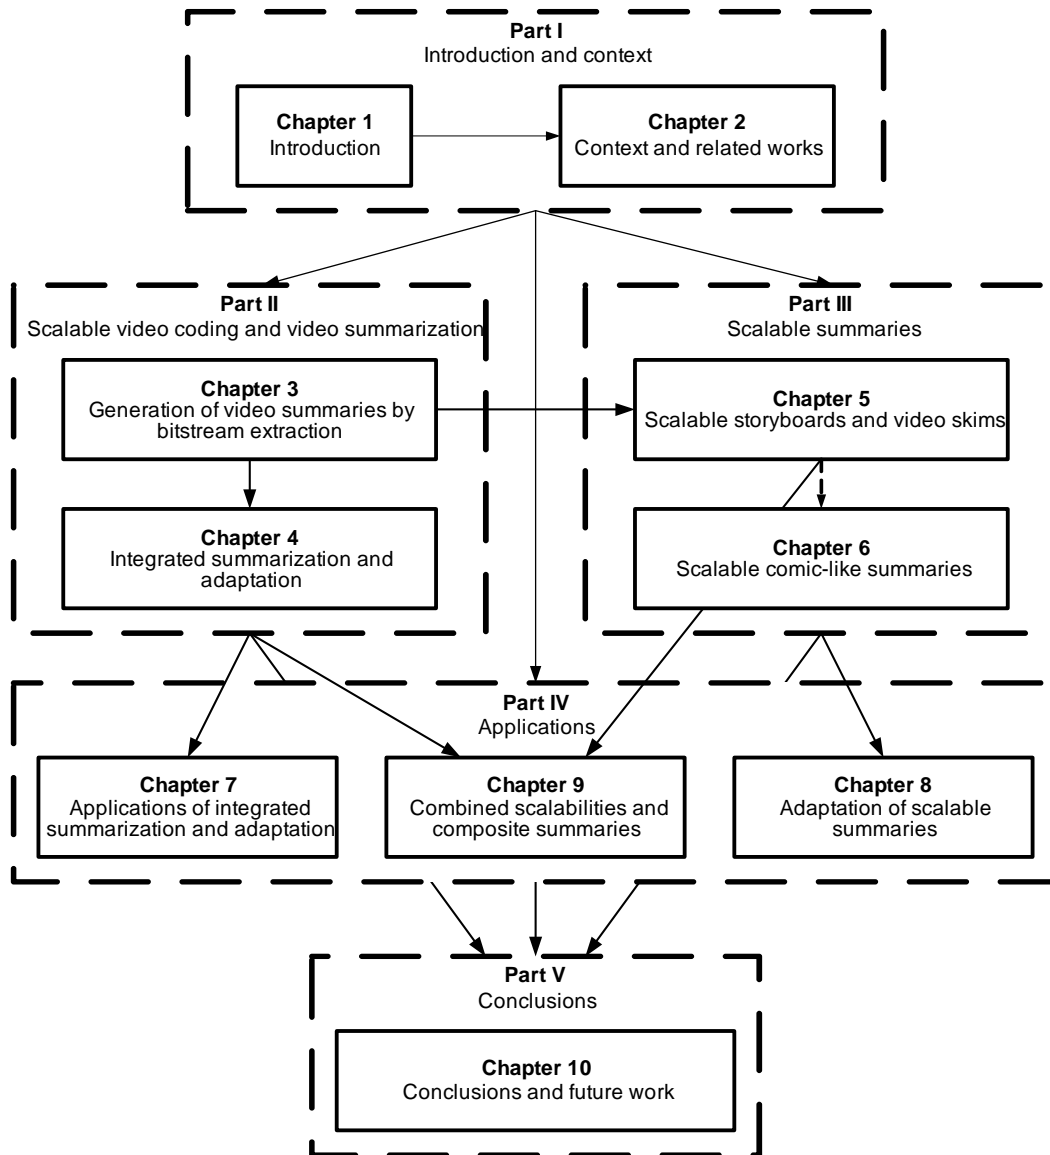 Part I
Introduction and context
Chapter 1
Introduction
Chapter 2
Context and related works
Part II
Scalable video coding and video summarization
Chapter 3
Generation of video summaries by
bitstream extraction
Chapter 4
Integrated summarization and
adaptation
Part III
Scalable summaries
Chapter 5
Scalable storyboards and video skims
Chapter 6
Scalable comic-like summaries
Part IV
Applications
Chapter 7
Applications of integrated
summarization and adaptation
Chapter 9
Combined scalabilities and
composite summaries
Chapter 8
Adaptation of scalable
summaries
Part V
Conclusions
Chapter 10
Conclusions and future work